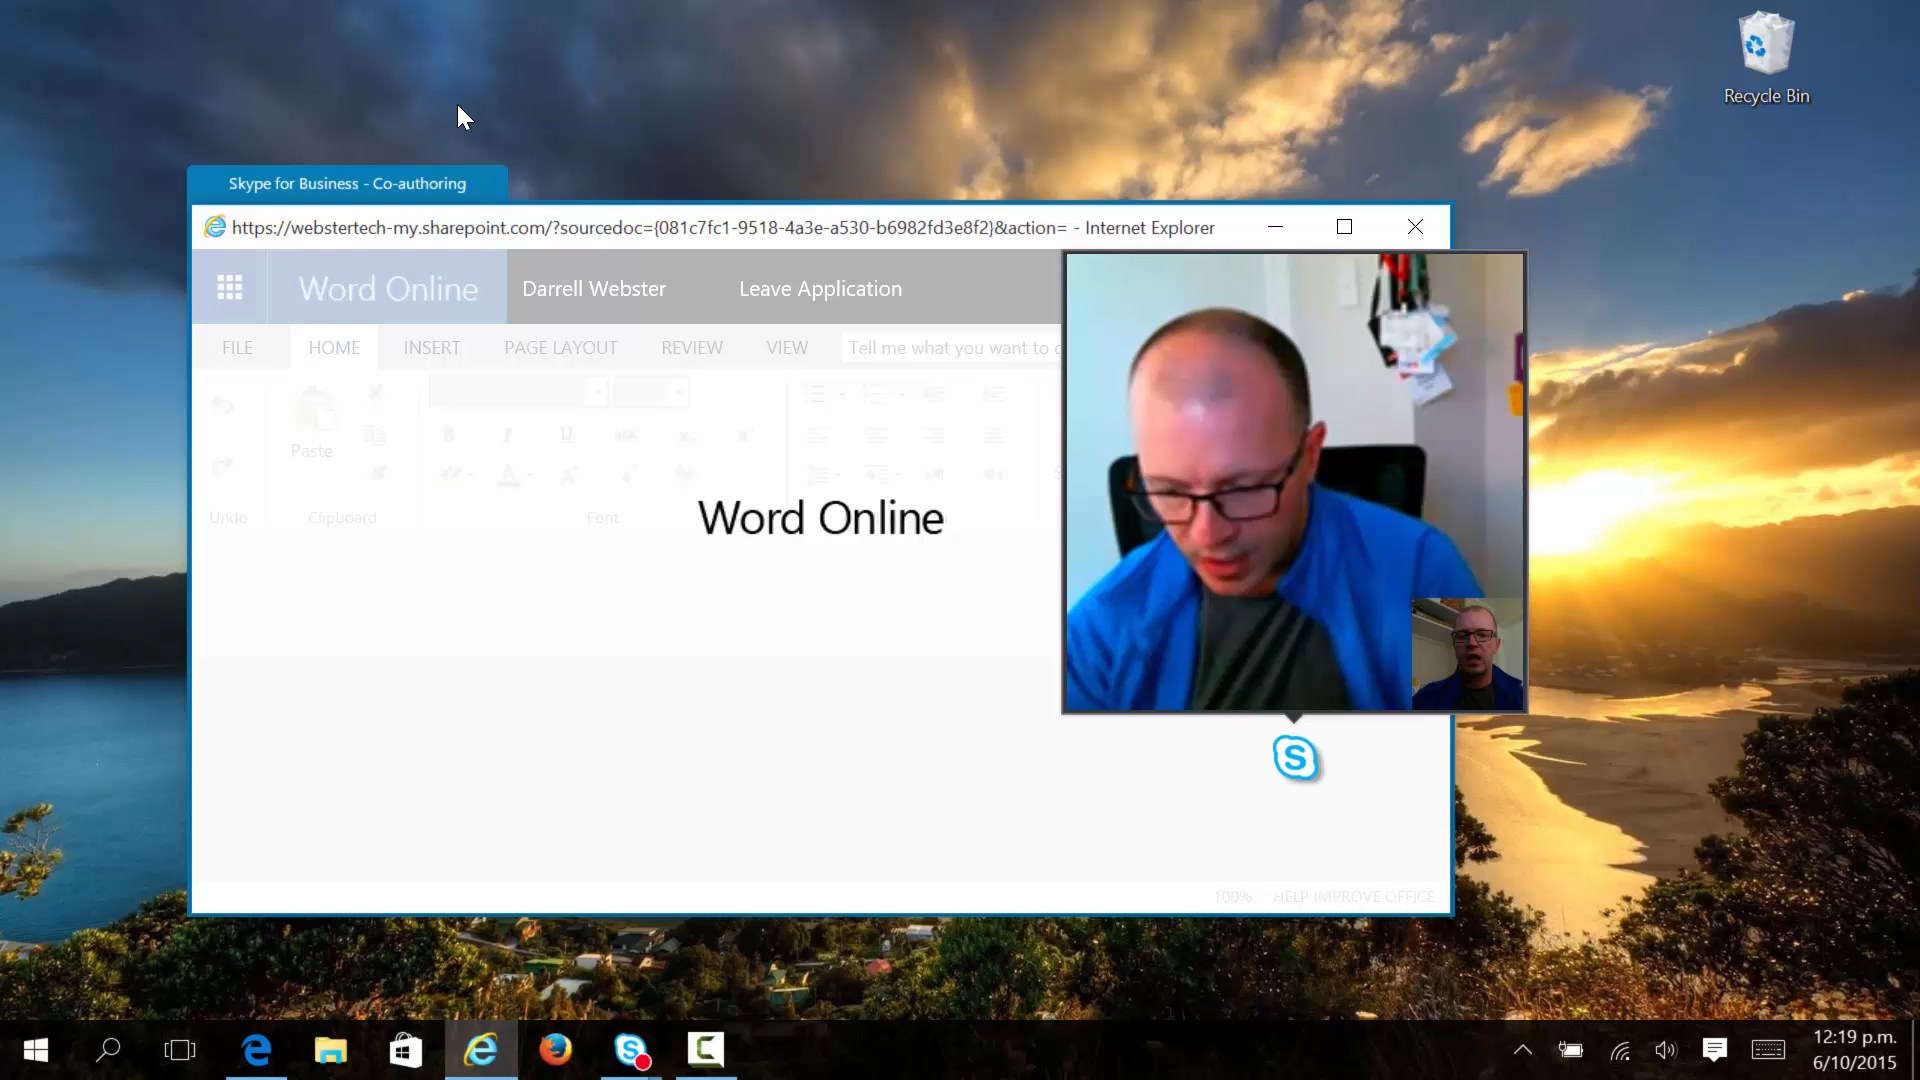 Recycle Bin
Skype for Business - Co-authoring
https://webstertech-my.sharepoint.com/?sourcedoc={081c7fc1-9518-4a3e-a530-b6982fd3e8f2}&action= - Internet Explorer
Word Online Darrell Webster Leave Application
FILE HOME INSERT PAGE LAYOUT REVIEW VIEW Tell me what you want to
Paste
Undo Clipboard Font
Word Online
100% HELP IMPROVE OFFICE
12:19 p.m.
6/10/2015